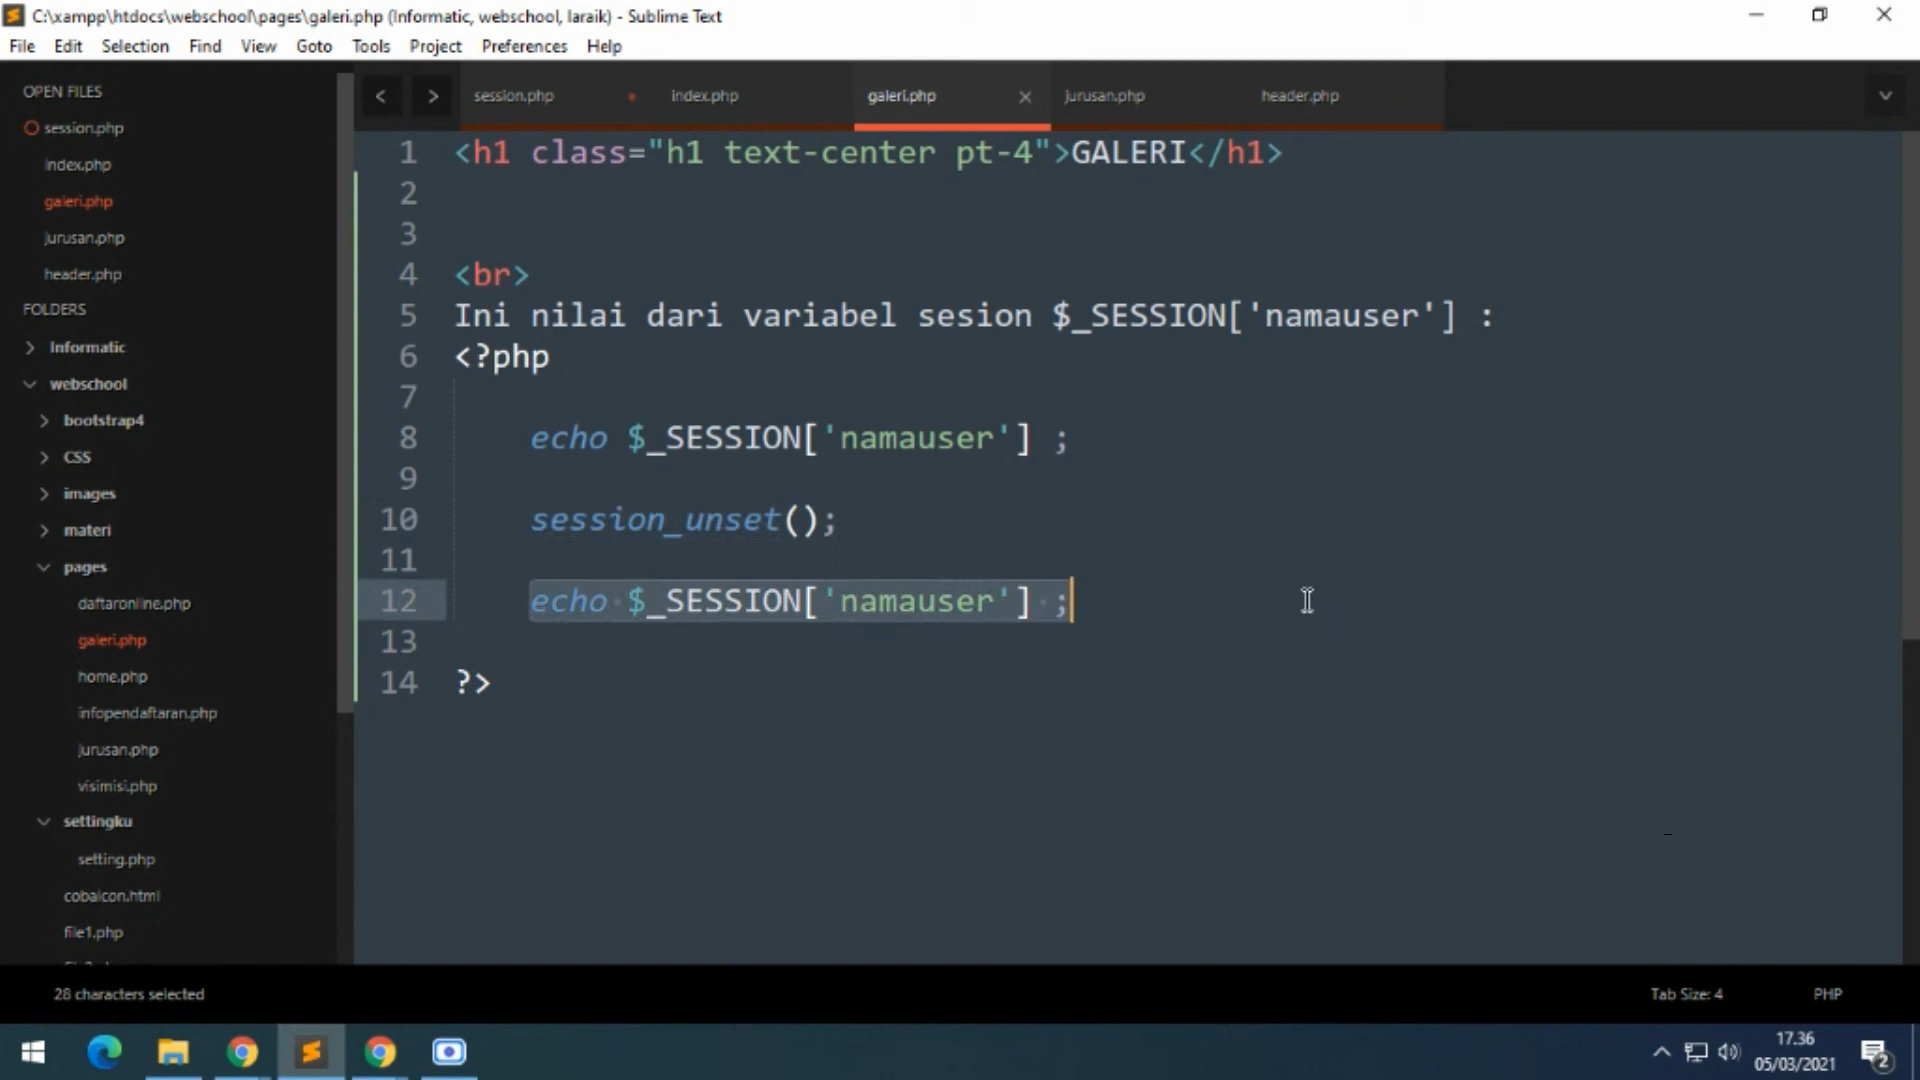 C:\xampp\htdocs\webschool\pages\galeri.php (Informatic, webschool, laraik) - Sublime Text
File Edit Selection Find View Goto Tools Project Preferences Help
OPEN FILES
session.php
index.php
galeri.php
jurusan.php
header.php
FOLDERS
Informatic
webschool
bootstrap4
CSS
images
materi
pages
daftaronline.php
galeri.php
home.php
infopendaftaran.php
jurusan.php
visimisi.php
settingku
setting.php
cobaicon.html
file1.php
session.php index.php galeri.php jurusan.php header.php
1 <h1 class="h1 text-center pt-4">GALERI</h1>
2
3
4 <br>
5 Ini nilai dari variabel sesion $_SESSION['namauser'] :
6 <?php
7
8 echo $_SESSION['namauser'] ;
9
10 session_unset();
11
12 echo $_SESSION['namauser'] ;
13
14 ?>
28 characters selected
Tab Size: 4 PHP
17.36
05/03/2021
2